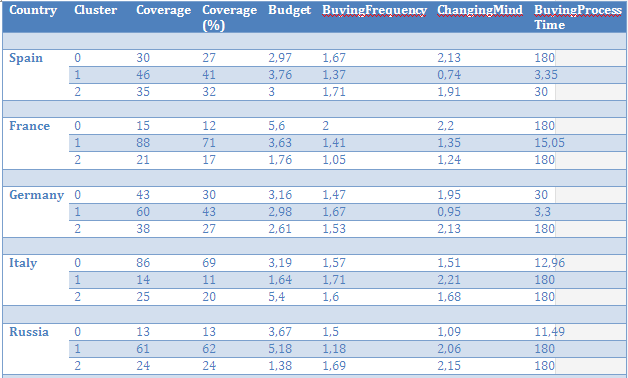 Country Cluster Coverage Coverage (%) Budget BuyingFrequency ChangingMind BuyingProcess Time
Spain 0 30 27 2,97 1,67 2,13 180
1 46 41 3,76 1,37 0,74 3,35
2 35 32 3 1,71 1,91 30
France 0 15 12 5,6 2 2,2 180
1 88 71 3,63 1,41 1,35 15,05
2 21 17 1,76 1,05 1,24 180
Germany 0 43 30 3,16 1,47 1,95 30
1 60 43 2,98 1,67 0,95 3,3
2 38 27 2,61 1,53 2,13 180
Italy 0 86 69 3,19 1,57 1,51 12,96
1 14 11 1,64 1,71 2,21 180
2 25 20 5,4 1,6 1,68 180
Russia 0 13 13 3,67 1,5 1,09 11,49
1 61 62 5,18 1,18 2,06 180
2 24 24 1,38 1,69 2,15 180